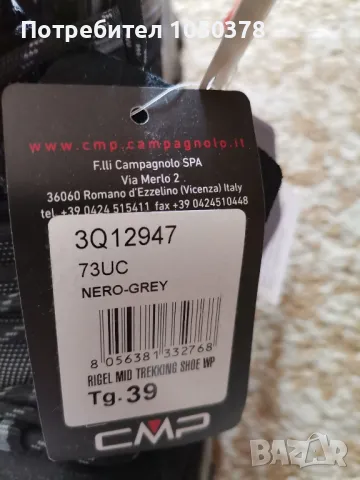 Потребител 1050378
www.cmp.campagnolo.it
F.lli Campagnolo SPA
Via Merlo 2
36060 Romano d'Ezzelino (Vicenza) Italy
tel. +39 0424 515411 fax. +39 0424510448
3Q12947
73UC
NERO-GREY
8 056381 332768
RIGEL MID TREKKING SHOE WP
Tg. 39
CMP
bazar